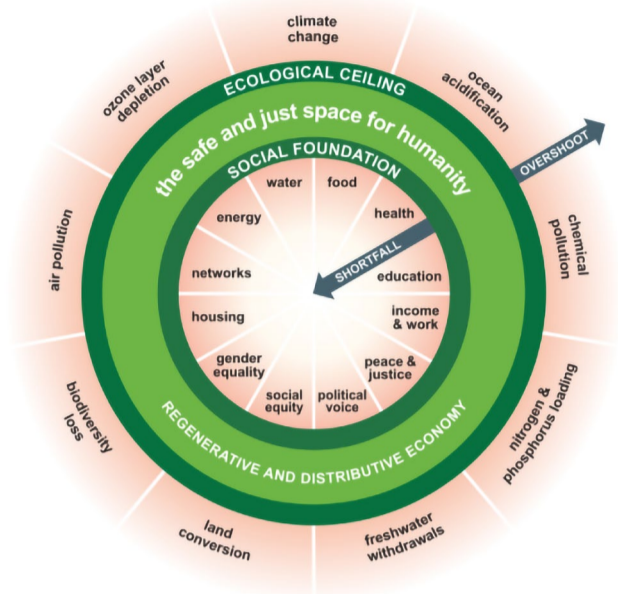 climate
change
ocean
acidification
chemical
pollution
nitrogen &
phosphorus loading
freshwater
withdrawals
land
conversion
biodiversity
loss
air pollution
ozone layer
depletion
OVERSHOOT
ECOLOGICAL CEILING
the safe and just space for humanity
SOCIAL FOUNDATION
water
food
health
SHORTFALL
education
income
& work
peace &
justice
political
voice
social
equity
gender
equality
housing
networks
energy
REGENERATIVE AND DISTRIBUTIVE ECONOMY